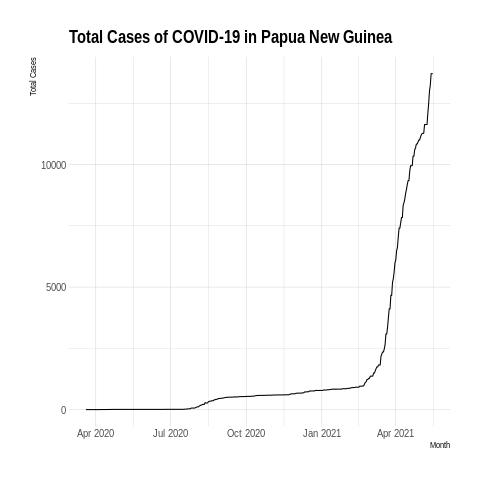 Total Cases of COVID-19 in Papua New Guinea
Total Cases
10000
5000
0
Apr 2020 Jul 2020 Oct 2020 Jan 2021 Apr 2021
Month